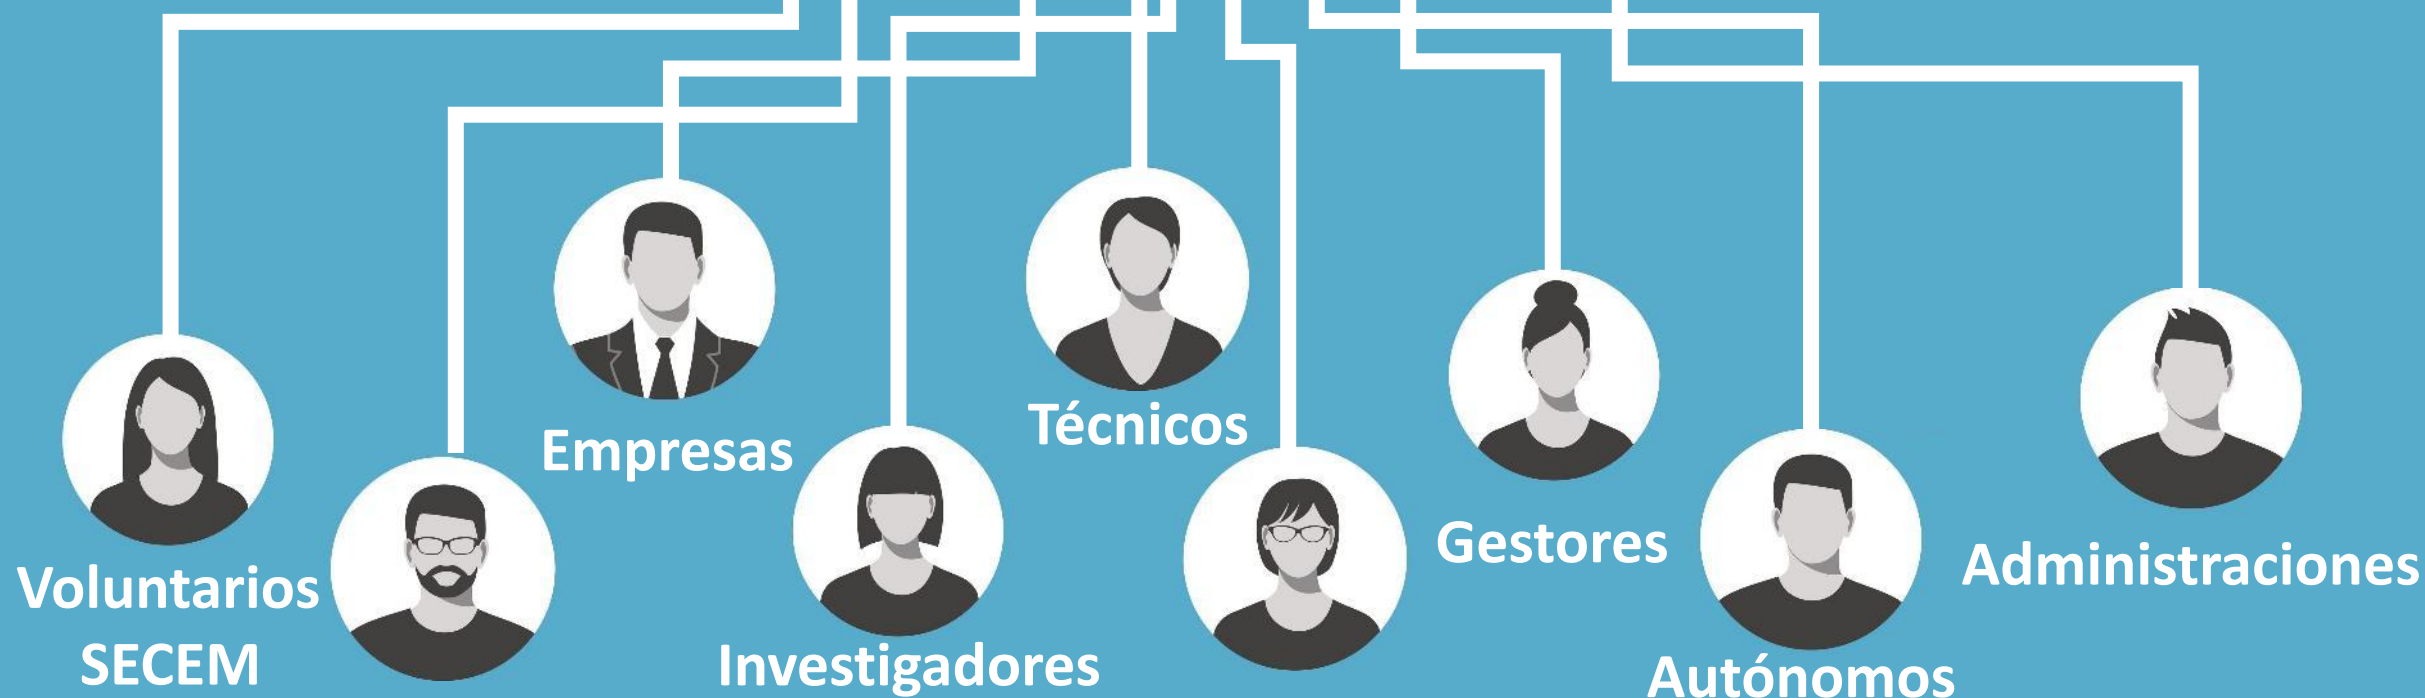 Empresas
Técnicos
Gestores
Administraciones
Voluntarios
SECEM
Investigadores
Autónomos